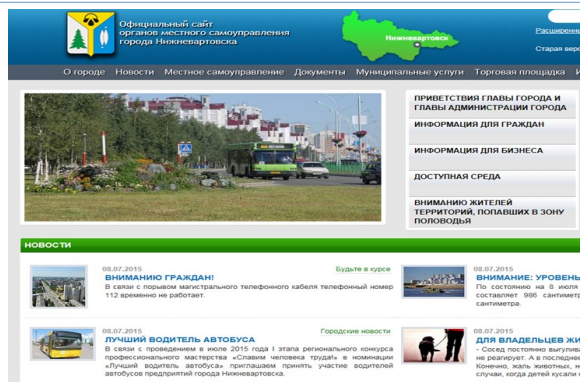 Официальный сайт
органов местного самоуправления
города Нижневартовска
Нижневартовск
Старая
О городе Новости Местное самоуправление Документы Муниципальные услуги Торговая площадка
ПРИВЕТСТВИЯ ГЛАВЫ ГОРОДА И
ГЛАВЫ АДМИНИСТРАЦИИ ГОРОДА
ИНФОРМАЦИЯ ДЛЯ ГРАЖДАН
ИНФОРМАЦИЯ ДЛЯ БИЗНЕСА
ДОСТУПНАЯ СРЕДА
ВНИМАНИЮ ЖИТЕЛЕЙ
ТЕРРИТОРИЙ, ПОПАВШИХ В ЗОНУ
ПОЛОВОДЬЯ
НОВОСТИ
08.07.2015 Будьте в курсе
ВНИМАНИЮ ГРАЖДАН!
В связи с порывом магистрального телефонного кабеля телефонный номер
112 временно не работает.
08.07.2015 Городские новости
ЛУЧШИЙ ВОДИТЕЛЬ АВТОБУСА
В связи с проведением в июле 2015 года I этапа регионального конкурса
профессионального мастерства «Славим человека труда!» в номинации
«Лучший водитель автобуса» приглашаем принять участие водителей
автобусов предприятий города Нижневартовска.
08.07.2015
ВНИМАНИЕ: УРОВЕНЬ
По состоянию на 8 июля
составляет 986
сантиметра.
08.07.2015
ДЛЯ ВЛАДЕЛЬЦЕВ
- Сосед постоянно
не реагирует. А в последнее
Конечно, жаль животных,
случаи, когда детей кусали